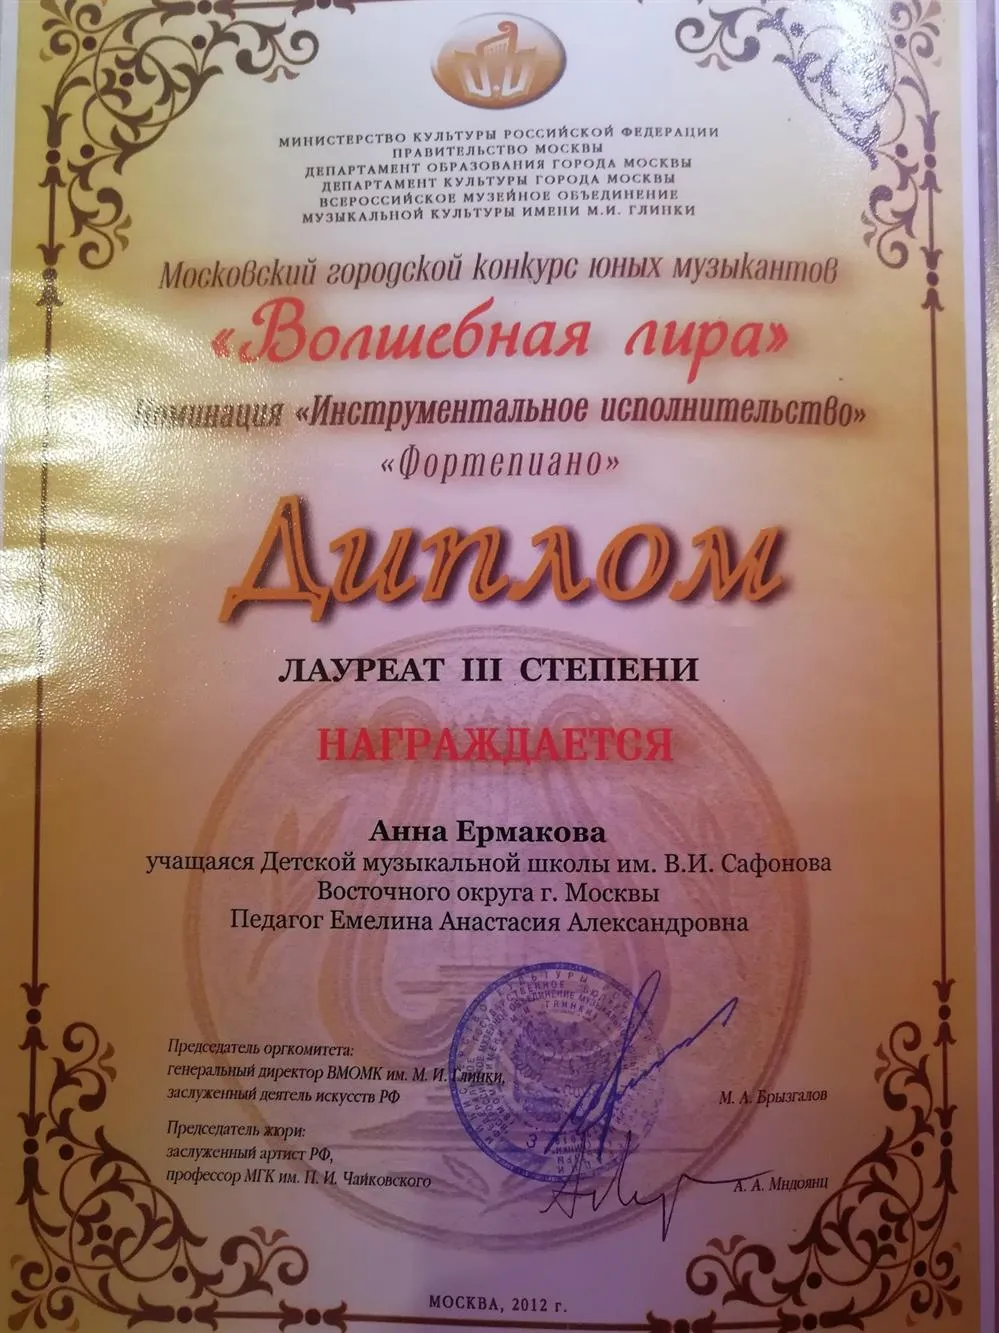 МИНИСТЕРСТВО КУЛЬТУРЫ РОССИЙСКОЙ ФЕДЕРАЦИИ
ПРАВИТЕЛЬСТВО МОСКВЫ
ДЕПАРТАМЕНТ ОБРАЗОВАНИЯ ГОРОДА МОСКВЫ
ДЕПАРТАМЕНТ КУЛЬТУРЫ ГОРОДА МОСКВЫ
ВСЕРОССИЙСКОЕ МУЗЕЙНОЕ ОБЪЕДИНЕНИЕ
МУЗЫКАЛЬНОЙ КУЛЬТУРЫ ИМЕНИ М.И. ГЛИНКИ
Московский городской конкурс юных музыкантов
«Волшебная лира»
Номинация «Инструментальное исполнительство»
«Фортепиано»
Диплом
ЛАУРЕАТ III СТЕПЕНИ
НАГРАЖДАЕТСЯ
Анна Ермакова
учащаяся Детской музыкальной школы им. В.И. Сафонова
Восточного округа г. Москвы
Педагог Емелина Анастасия Александровна
Председатель оргкомитета:
генеральный директор ВМОМК им. М. И. Глинки,
заслуженный деятель искусств РФ
М. А. Брызгалов
Председатель жюри:
заслуженный артист РФ,
профессор МГК им. П. И. Чайковского
А. А. Мндоянц
МОСКВА, 2012 г.